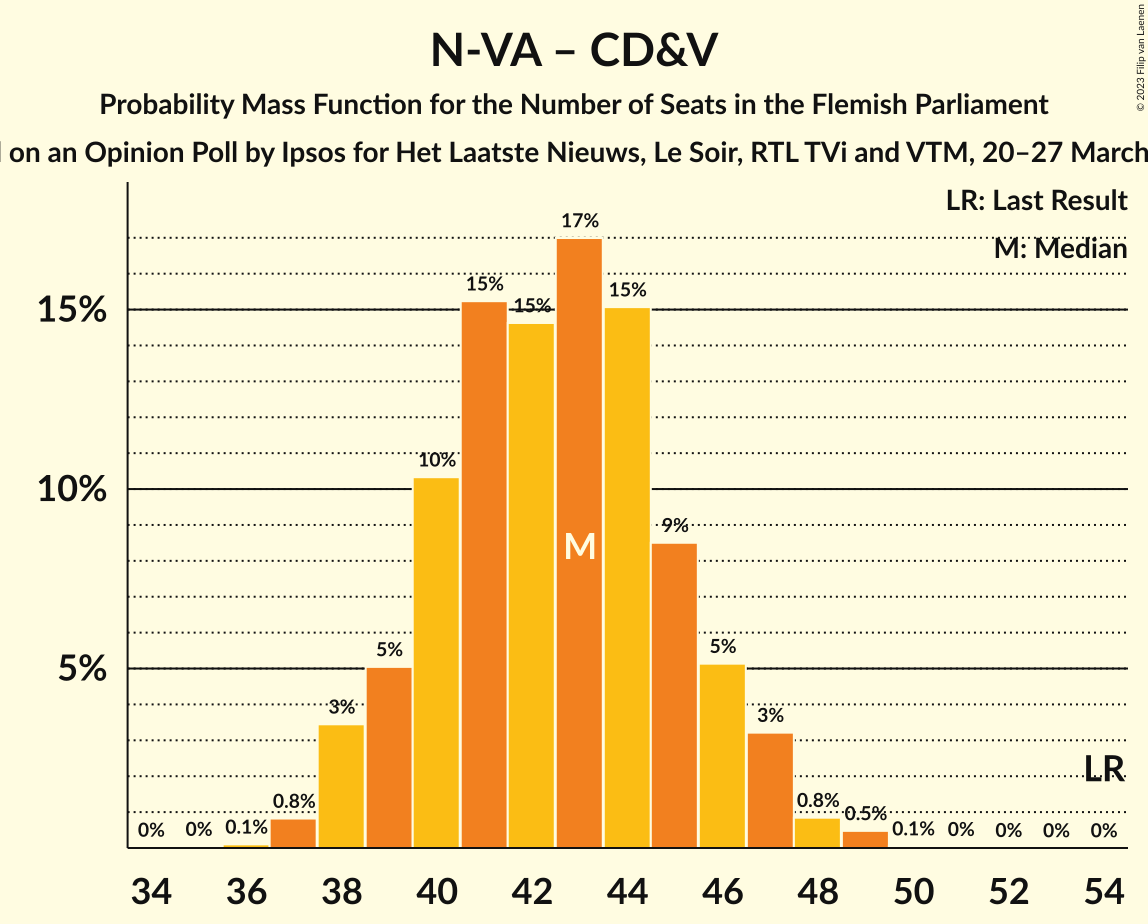 N-VA – CD&V
Probability Mass Function for the Number of Seats in the Flemish Parliament
on an Opinion Poll by Ipsos for Het Laatste Nieuws, Le Soir, RTL TVi and VTM, 20–27 March
© 2023 Filip van Laenen
LR: Last Result
M: Median
17%
15%
15%
15%
15%
10%
10%
9%
M
5%
5%
5%
3%
3%
LR
0%
0%
0.1%
0.8%
0.8%
0.5%
0.1%
0%
0%
0%
0%
34 36 38 40 42 44 46 48 50 52 54